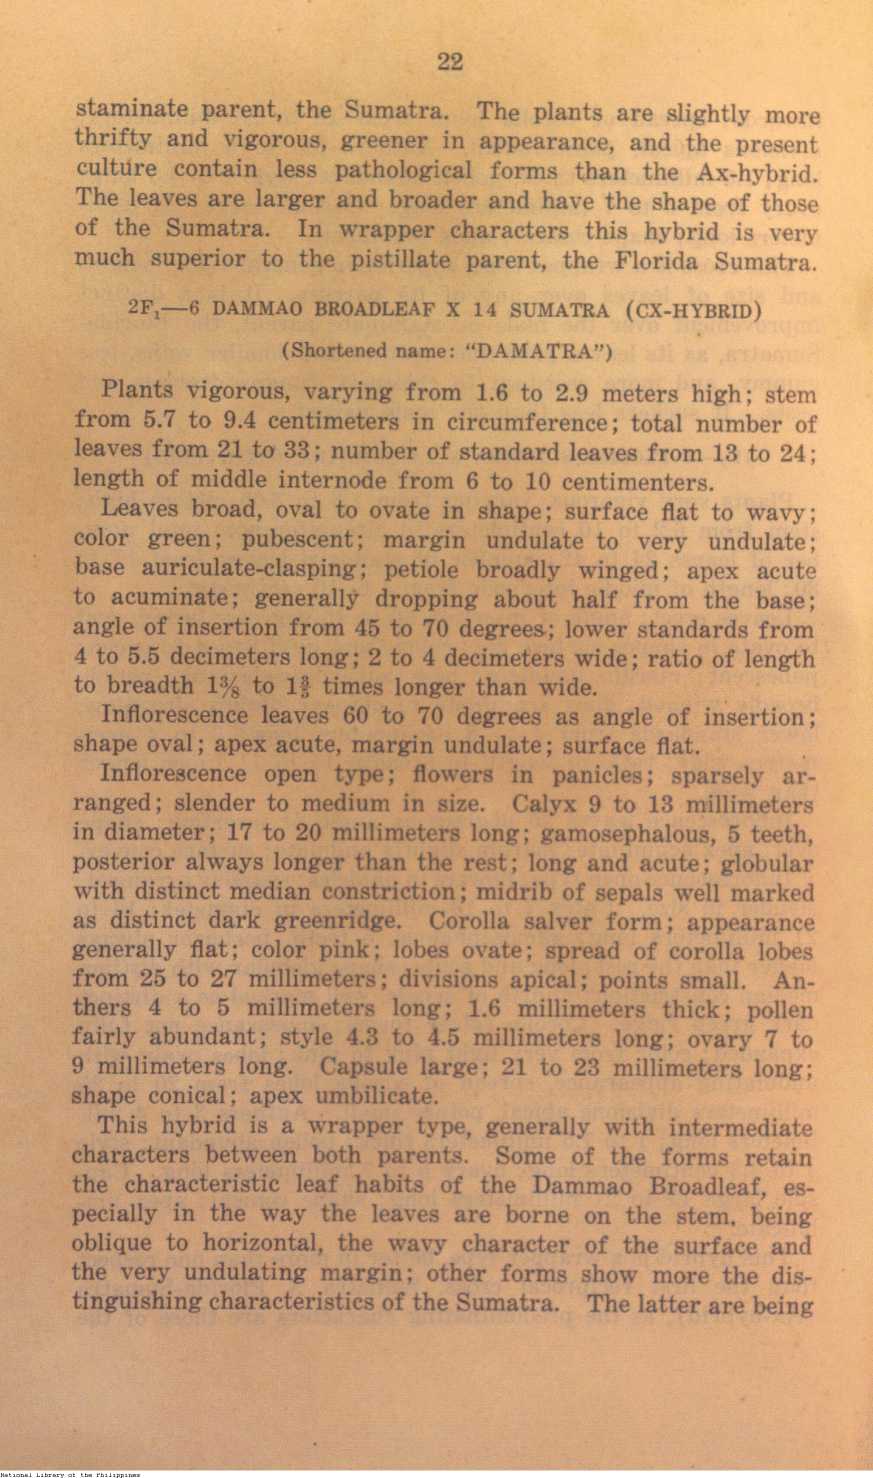 22
staminate parent, the Sumatra. The plants are slightly more
thrifty and vigorous, greener in appearance, and the present
culture contain less pathological forms than the Ax-hybrid.
The leaves are larger and broader and have the shape of those
of the Sumatra. In wrapper characters this hybrid is very
much superior to the pistillate parent, the Florida Sumatra.
2F₁—6 DAMMAO BROADLEAF X 14 SUMATRA (CX-HYBRID)
(Shortened name: "DAMATRA")
Plants vigorous, varying from 1.6 to 2.9 meters high; stem
from 5.7 to 9.4 centimeters in circumference; total number of
leaves from 21 to 33; number of standard leaves from 13 to 24;
length of middle internode from 6 to 10 centimenters.
Leaves broad, oval to ovate in shape; surface flat to wavy;
color green; pubescent; margin undulate to very undulate;
base auriculate-clasping; petiole broadly winged; apex acute
to acuminate; generally dropping about half from the base;
angle of insertion from 45 to 70 degrees; lower standards from
4 to 5.5 decimeters long; 2 to 4 decimeters wide; ratio of length
to breadth 1⅜ to 1⅔ times longer than wide.
Inflorescence leaves 60 to 70 degrees as angle of insertion;
shape oval; apex acute, margin undulate; surface flat.
Inflorescence open type; flowers in panicles; sparsely ar-
ranged; slender to medium in size. Calyx 9 to 13 millimeters
in diameter; 17 to 20 millimeters long; gamosephalous, 5 teeth,
posterior always longer than the rest; long and acute; globular
with distinct median constriction; midrib of sepals well marked
as distinct dark greenridge. Corolla salver form; appearance
generally flat; color pink; lobes ovate; spread of corolla lobes
from 25 to 27 millimeters; divisions apical; points small. An-
thers 4 to 5 millimeters long; 1.6 millimeters thick; pollen
fairly abundant; style 4.3 to 4.5 millimeters long; ovary 7 to
9 millimeters long. Capsule large; 21 to 23 millimeters long;
shape conical; apex umbilicate.
This hybrid is a wrapper type, generally with intermediate
characters between both parents. Some of the forms retain
the characteristic leaf habits of the Dammao Broadleaf, es-
pecially in the way the leaves are borne on the stem, being
oblique to horizontal, the wavy character of the surface and
the very undulating margin; other forms show more the dis-
tinguishing characteristics of the Sumatra. The latter are being
National Library of the Philippines